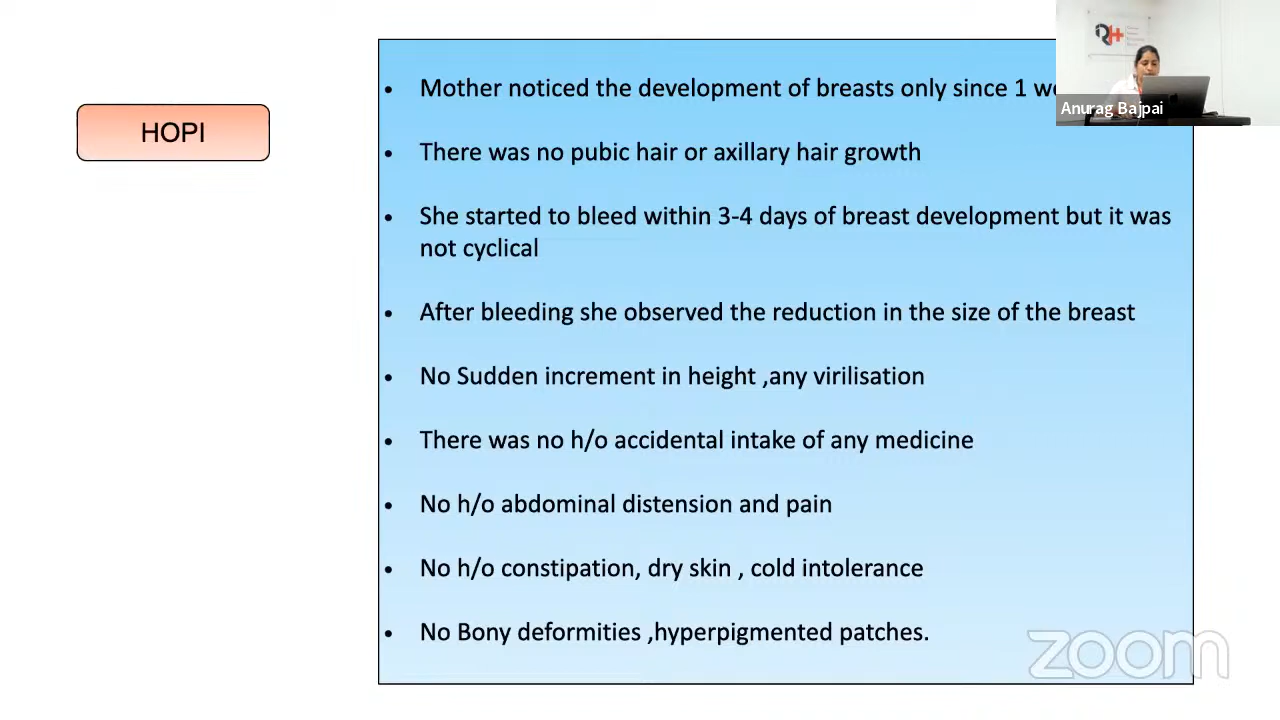 HOPI
• Mother noticed the development of breasts only since 1
• There was no pubic hair or axillary hair growth
• She started to bleed within 3-4 days of breast development but it was
not cyclical
• After bleeding she observed the reduction in the size of the breast
• No Sudden increment in height ,any virilisation
• There was no h/o accidental intake of any medicine
• No h/o abdominal distension and pain
• No h/o constipation, dry skin , cold intolerance
• No Bony deformities ,hyperpigmented patches.
Anurag Bajpai
zoom